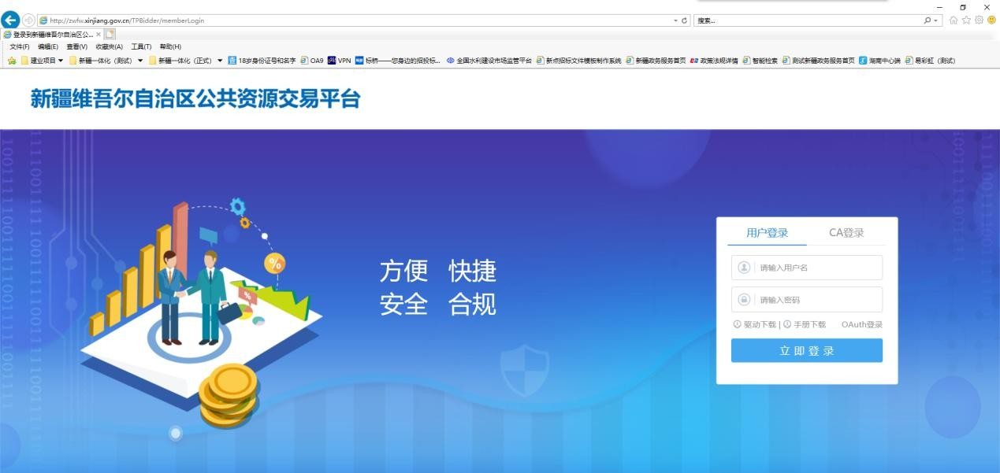 http://zwfw.xinjiang.gov.cn/TPBidder/memberLogin
搜索...
登录到新疆维吾尔自治区公...
文件(F) 编辑(E) 查看(V) 收藏夹(A) 工具(T) 帮助(H)
建业项目 新疆一体化（测试） 新疆一体化（正式） 18岁身份证号和名字 OA9 VPN 标桥——您身边的招投标... 全国水利建设市场监管平台 新点招标文件模板制作系统 新疆政务服务首页 政策法规详情 智能检索 测试新疆政务服务首页 湖南中心端 易彩虹（测试）
新疆维吾尔自治区公共资源交易平台
用户登录 CA登录
方便 快捷
安全 合规
请输入用户名
请输入密码
驱动下载 | 手册下载 OAuth登录
立即登录
%
%